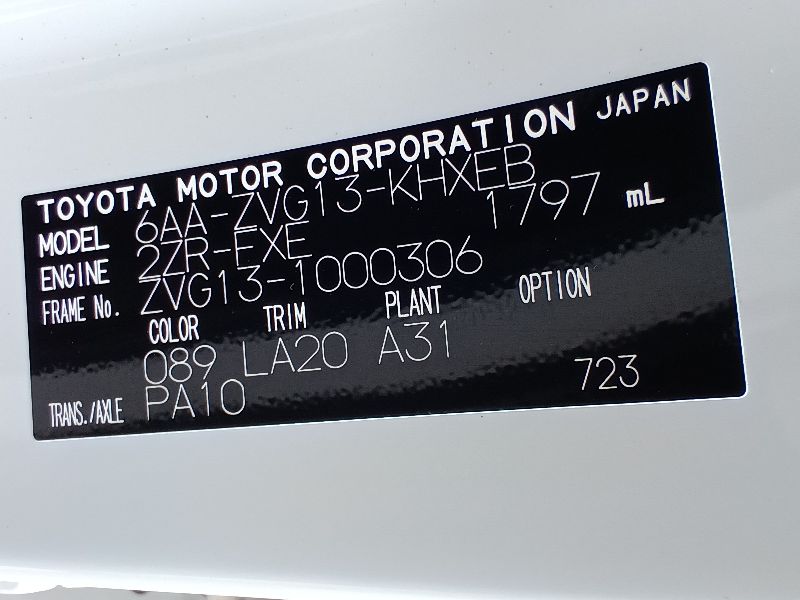 TOYOTA MOTOR CORPORATION JAPAN
MODEL 6AA-ZVG13-KHXEB
ENGINE 2ZR-EXE 1797 mL
FRAME No. ZVG13-1000306
COLOR TRIM PLANT OPTION
089 LA20 A31
TRANS./AXLE PA10 723